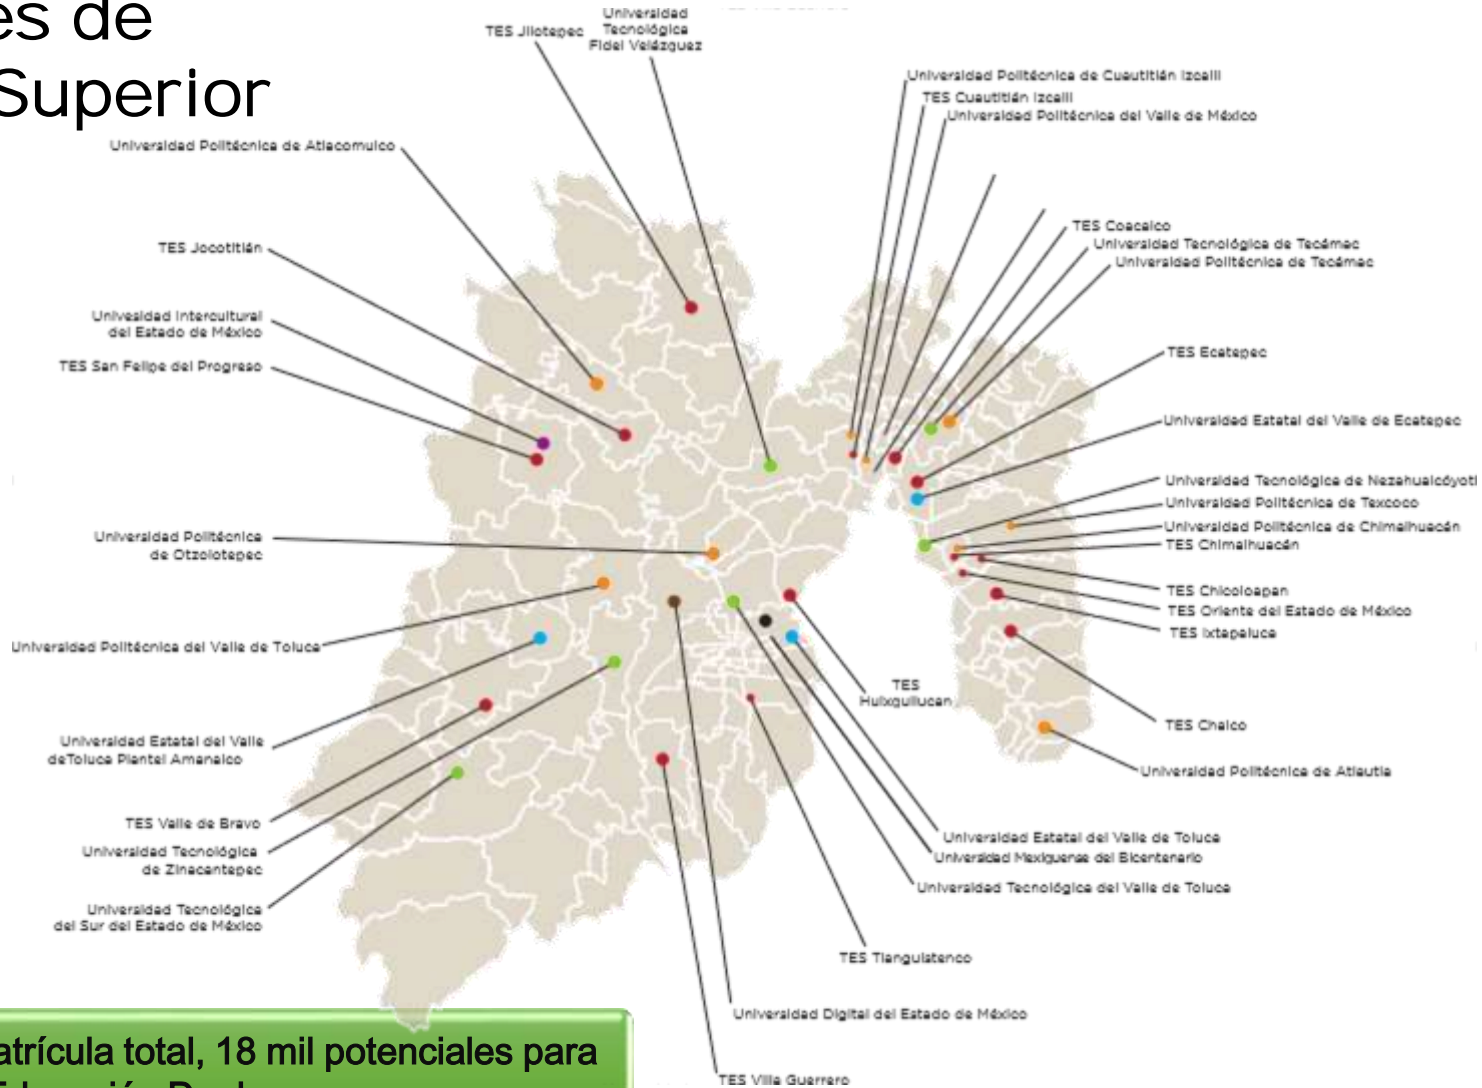 es de
Superior
TES Jilotepec
Universidad
Tecnológica
Fidel Velázquez
Universidad Politécnica de Cuautitlán Izcalli
TES Cuautitlán Izcalli
Universidad Politécnica del Valle de México
Universidad Politécnica de Atlacomulco
TES Jocotitlán
Univesidad Intercultural
del Estado de México
TES San Felipe del Progreso
TES Coacalco
Universidad Tecnológica de Tecámac
Universidad Politécnica de Tecámac
TES Ecatepec
Universidad Estatal del Valle de Ecatepec
Universidad Tecnológica de Nezahualcóyotl
Universidad Politécnica de Texcoco
Universidad Politécnica de Chimalhuacán
TES Chimalhuacán
TES Chicoloapan
TES Oriente del Estado de México
TES Ixtapaluca
Universidad Politécnica
de Otzolotepec
Universidad Politécnica del Valle de Toluca
TES
Huixquilucan
TES Chalco
Universidad Politécnica de Atlautla
Universidad Estatal del Valle
deToluca Plantel Amanalco
TES Valle de Bravo
Universidad Tecnológica
de Zinacantepec
Universidad Tecnológica
del Sur del Estado de México
Universidad Estatal del Valle de Toluca
Universidad Mexiquense del Bicentenario
Universidad Tecnológica del Valle de Toluca
TES Tianguistenco
Universidad Digital del Estado de México
TES Villa Guerrero
atrícula total, 18 mil potenciales para